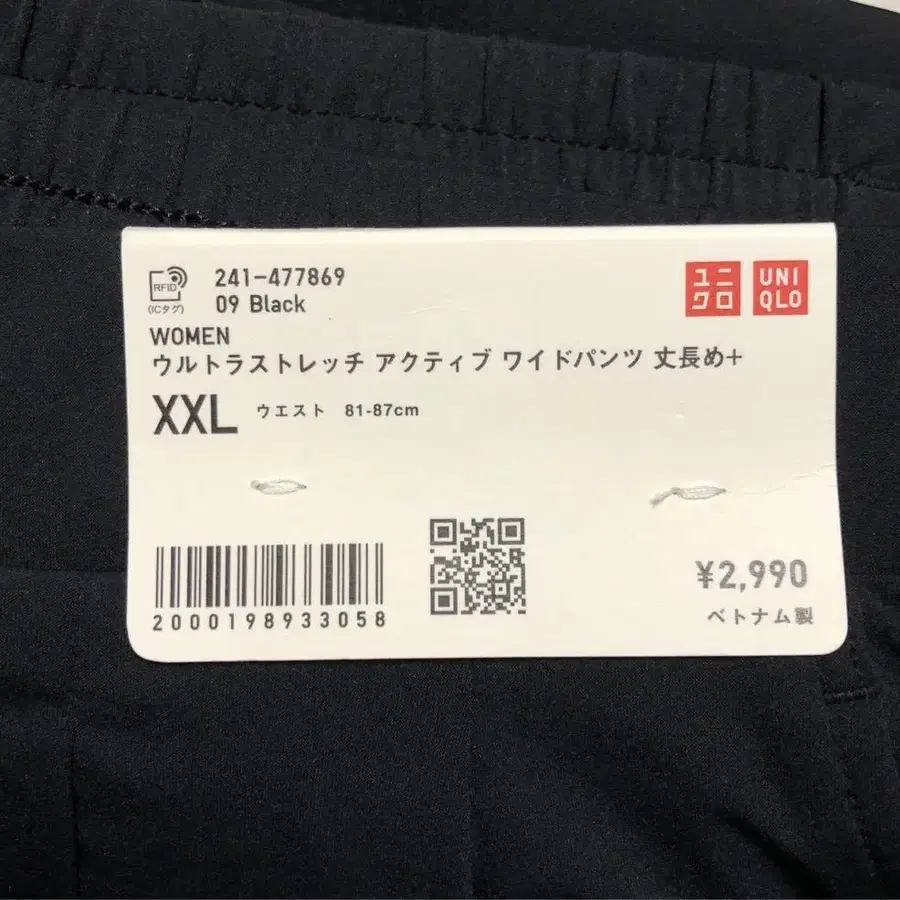 RFID
(ICタグ)
241-477869
09 Black
ユニ
クロ
UNI
QLO
WOMEN
ウルトラストレッチ アクティブ ワイドパンツ 丈長め+
XXL ウエスト 81-87cm
¥2,990
ベトナム製
2000198933058